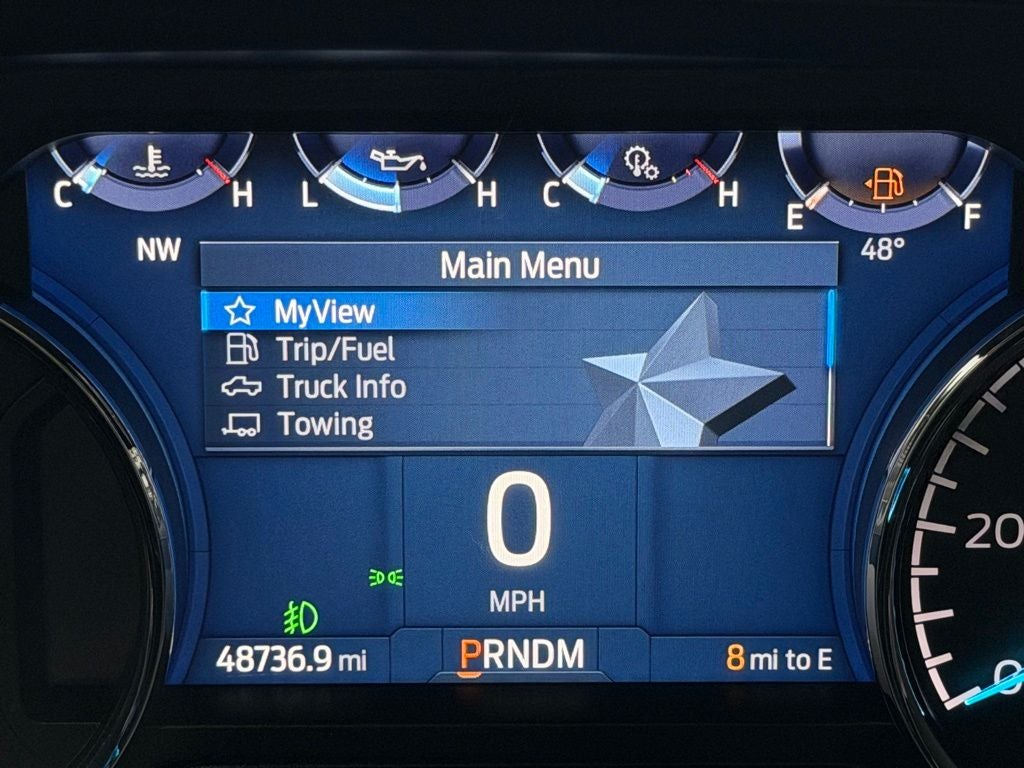 C H L H C H E F
NW
48°
Main Menu
MyView
Trip/Fuel
Truck Info
Towing
0
MPH
20
0
48736.9 mi
PRNDM
8 mi to E